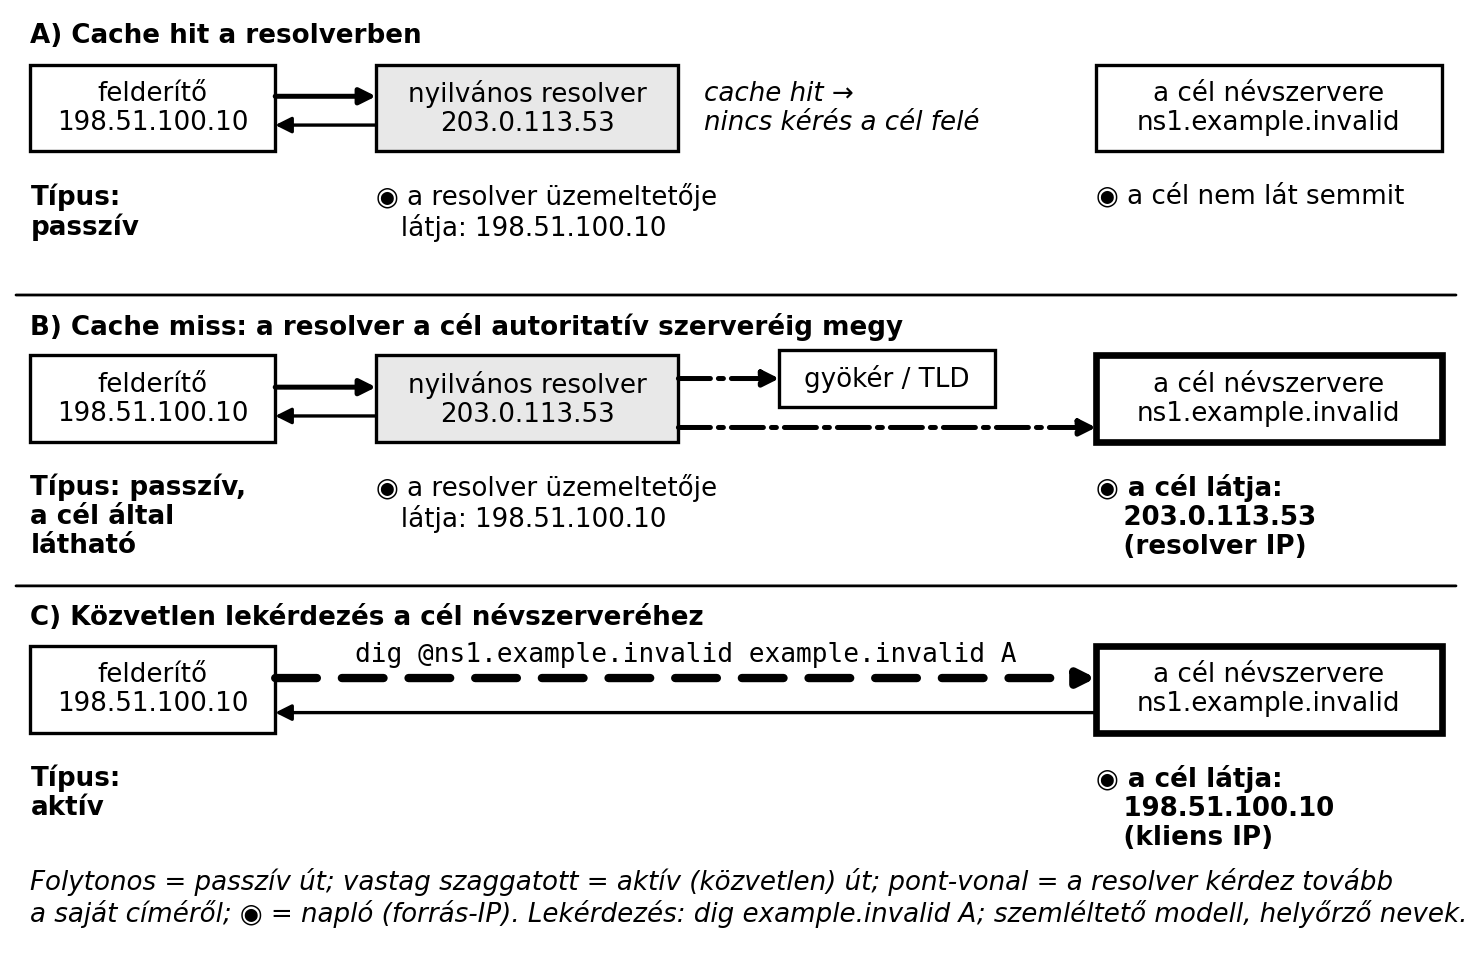 A) Cache hit a resolverben
felderítő
198.51.100.10
nyilvános resolver
203.0.113.53
cache hit →
nincs kérés a cél felé
a cél névszervere
ns1.example.invalid
Típus:
passzív
◉ a resolver üzemeltetője
látja: 198.51.100.10
◉ a cél nem lát semmit
B) Cache miss: a resolver a cél autoritatív szerveréig megy
felderítő
198.51.100.10
nyilvános resolver
203.0.113.53
gyökér / TLD
a cél névszervere
ns1.example.invalid
Típus: passzív,
a cél által
látható
◉ a resolver üzemeltetője
látja: 198.51.100.10
◉ a cél látja:
203.0.113.53
(resolver IP)
C) Közvetlen lekérdezés a cél névszerveréhez
felderítő
198.51.100.10
dig @ns1.example.invalid example.invalid A
a cél névszervere
ns1.example.invalid
Típus:
aktív
◉ a cél látja:
198.51.100.10
(kliens IP)
Folytonos = passzív út; vastag szaggatott = aktív (közvetlen) út; pont-vonal = a resolver kérdez tovább
a saját címéről; ◉ = napló (forrás-IP). Lekérdezés: dig example.invalid A; szemléltető modell, helyőrző nevek.